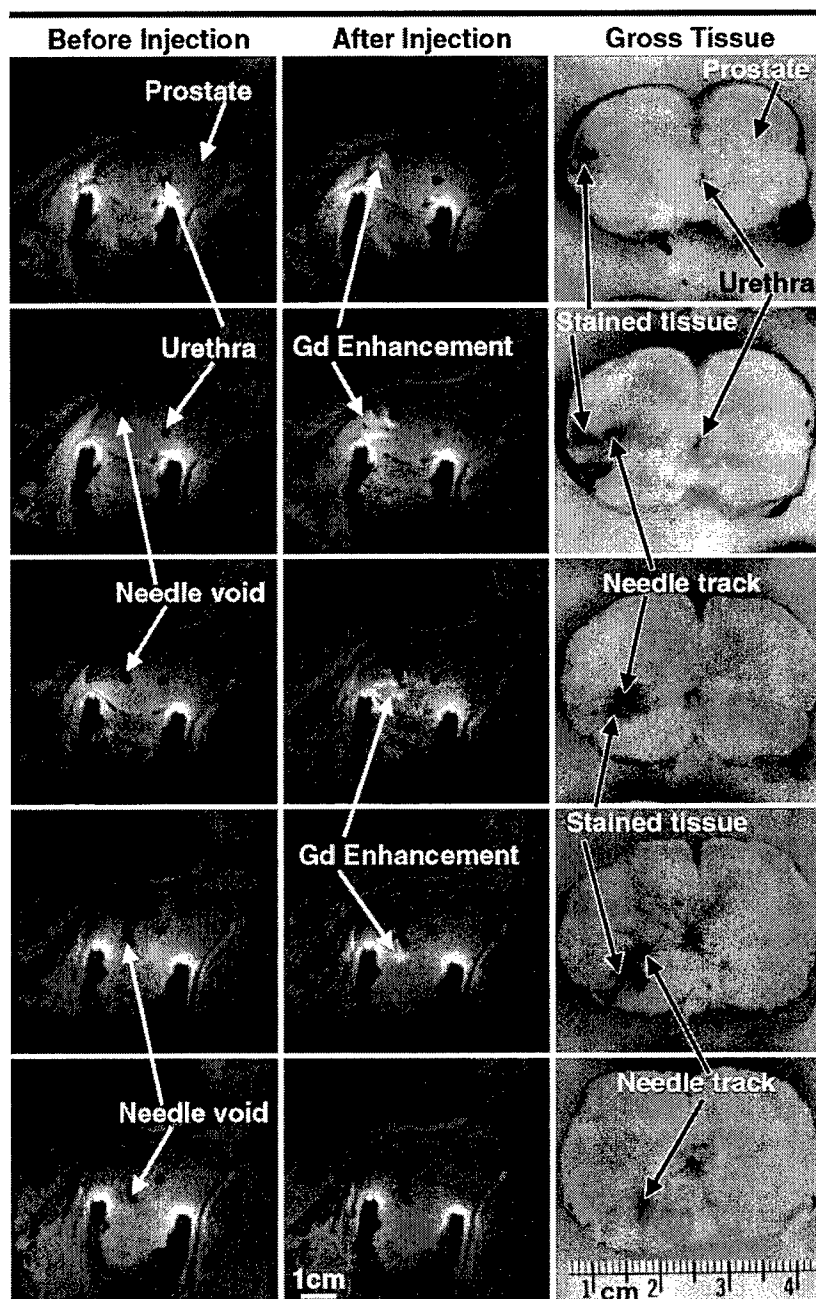 Before Injection
After Injection
Gross Tissue
Prostate
Prostate
Urethra
Urethra
Gd Enhancement
Stained tissue
Needle void
Needle track
Gd Enhancement
Stained tissue
Needle void
Needle track
1cm
1 cm 2 3 4